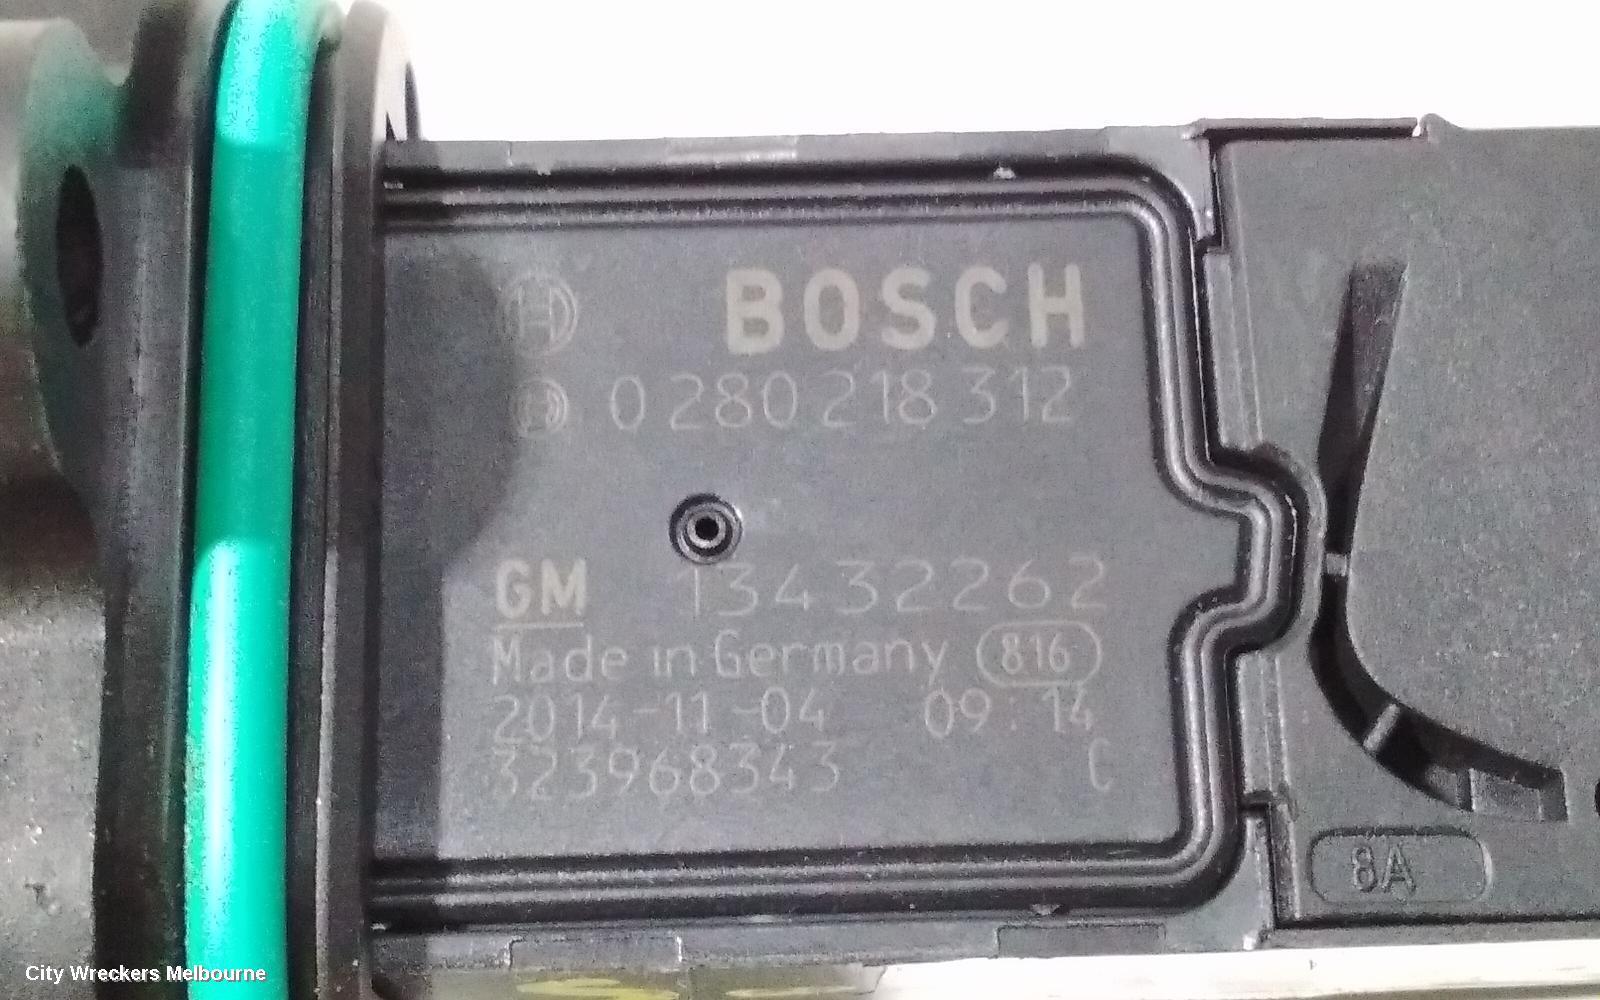 BOSCH
0 280 218 312
GM 13432262
Made in Germany 816
2014-11-04 09:14
323968343 C
8A
City Wreckers Melbourne